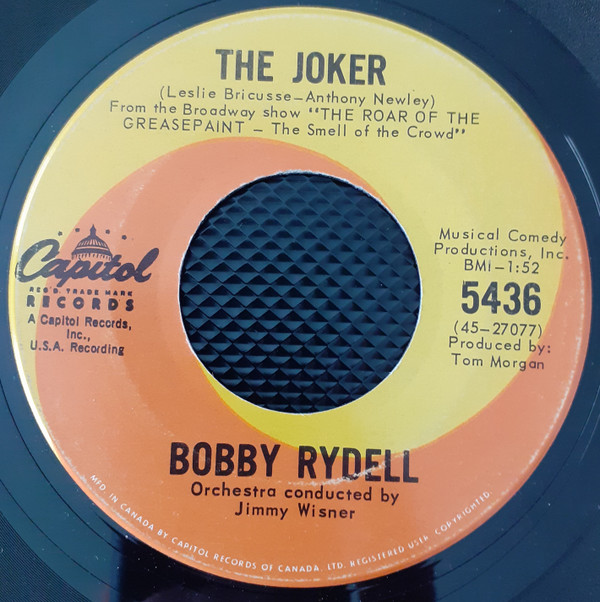 THE JOKER
(Leslie Bricusse—Anthony Newley)
From the Broadway show "THE ROAR OF THE
GREASEPAINT — The Smell of the Crowd"
Capitol
REG'D. TRADE MARK
RECORDS
A Capitol Records,
Inc.,
U.S.A. Recording
Musical Comedy
Productions, Inc.
BMI—1:52
5436
(45—27077)
Produced by:
Tom Morgan
BOBBY RYDELL
Orchestra conducted by
Jimmy Wisner
MFD. IN CANADA BY CAPITOL RECORDS OF CANADA, LTD. REGISTERED USER. COPYRIGHTED.